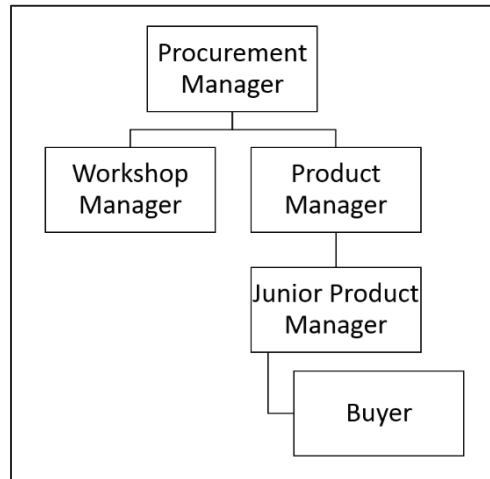 Procurement
Manager
Workshop
Manager
Product
Manager
Junior Product
Manager
Buyer